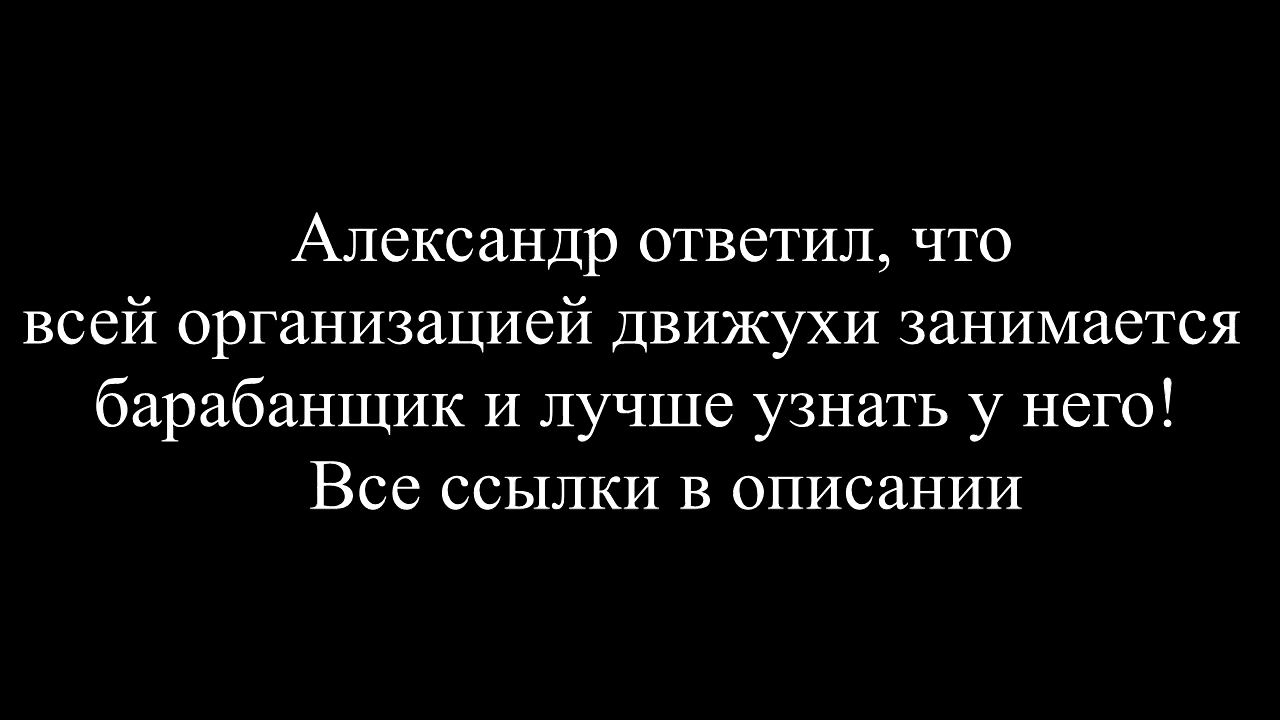 Александр ответил, что
всей организацией движухи занимается
барабанщик и лучше узнать у него!
Все ссылки в описании